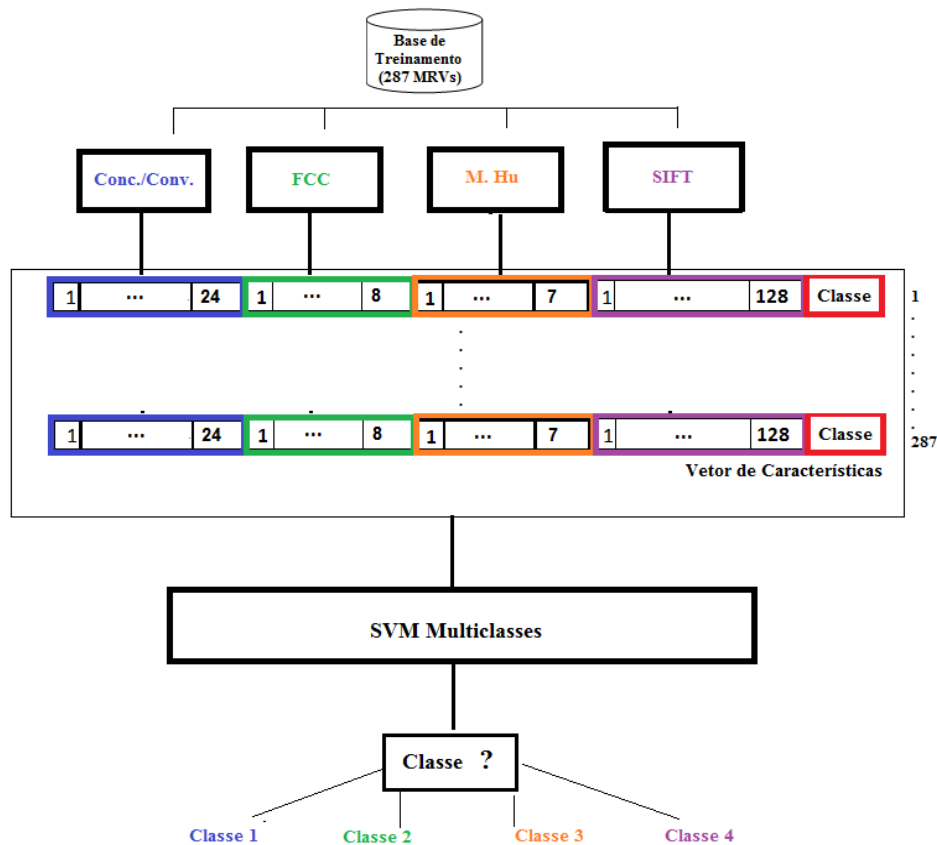 Base de
Treinamento
(287 MRVs)
Conc./Conv.
FCC
M. Hu
SIFT
1 ... 24 1 ... 8 1 ... 7 1 ... 128 Classe 1
1 ... 24 1 ... 8 1 ... 7 1 ... 128 Classe 287
Vetor de Características
SVM Multiclasses
Classe ?
Classe 1
Classe 2
Classe 3
Classe 4